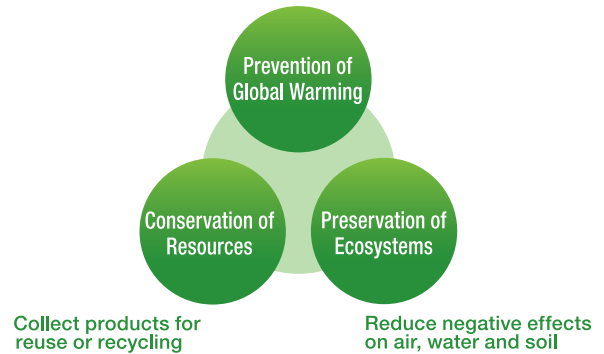 Prevention of
Global Warming
Conservation of
Resources
Preservation of
Ecosystems
Collect products for
reuse or recycling
Reduce negative effects
on air, water and soil